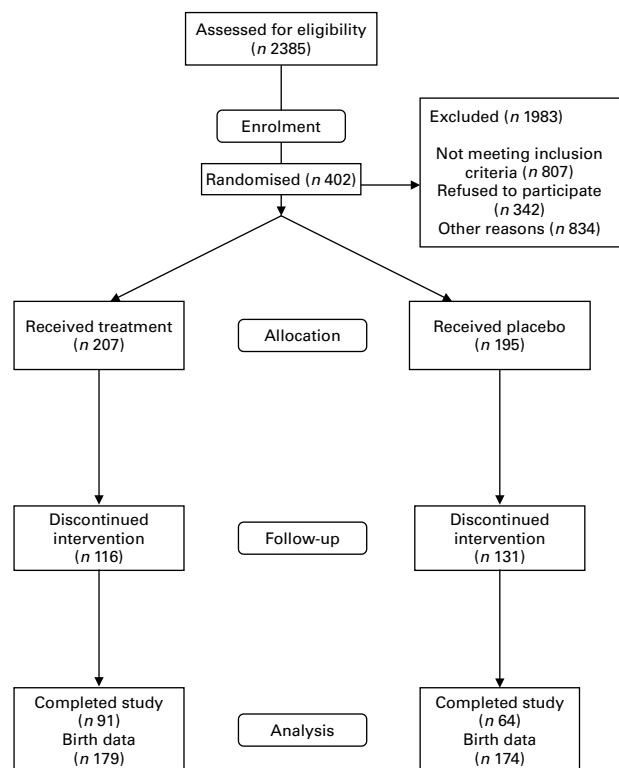 Assessed for eligibility
(n 2385)
Enrolment
Excluded (n 1983)
Not meeting inclusion
criteria (n 807)
Refused to participate
(n 342)
Other reasons (n 834)
Randomised (n 402)
Received treatment
(n 207)
Allocation
Received placebo
(n 195)
Discontinued
intervention
(n 116)
Follow-up
Discontinued
intervention
(n 131)
Completed study
(n 91)
Birth data
(n 179)
Analysis
Completed study
(n 64)
Birth data
(n 174)